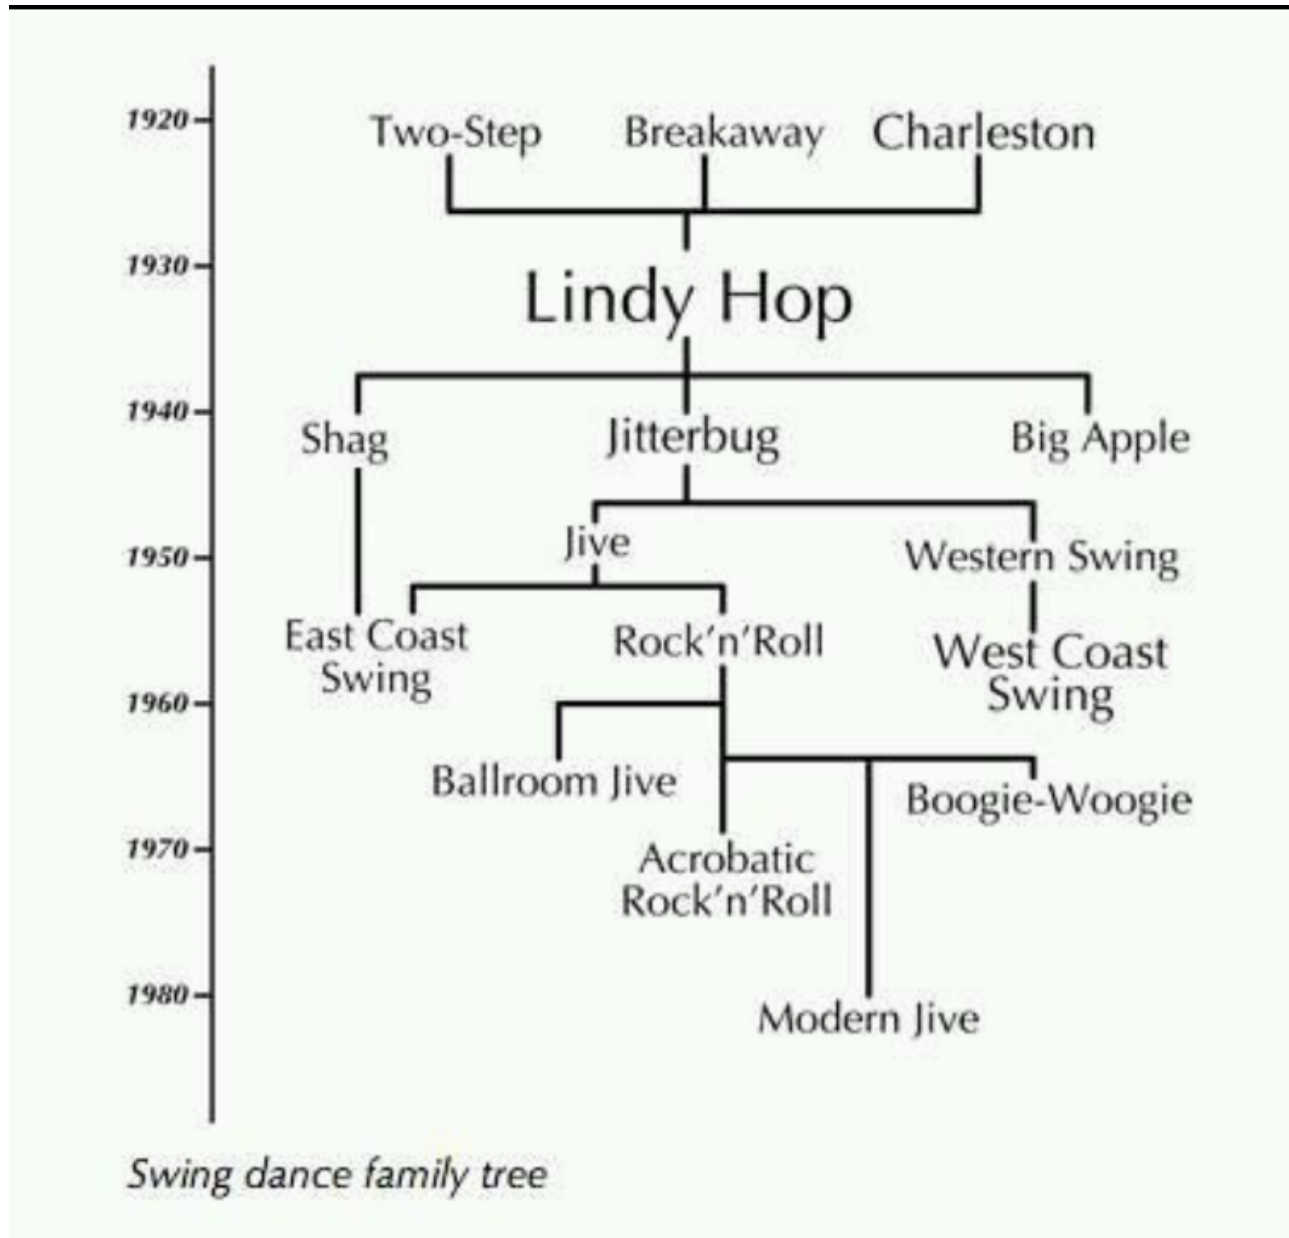 1920
Two-Step Breakaway Charleston
1930
Lindy Hop
1940
Shag Jitterbug Big Apple
Jive
1950
Western Swing
East Coast
Swing
Rock'n'Roll
West Coast
Swing
1960
Ballroom Jive
Boogie-Woogie
1970
Acrobatic
Rock'n'Roll
1980
Modern Jive
Swing dance family tree